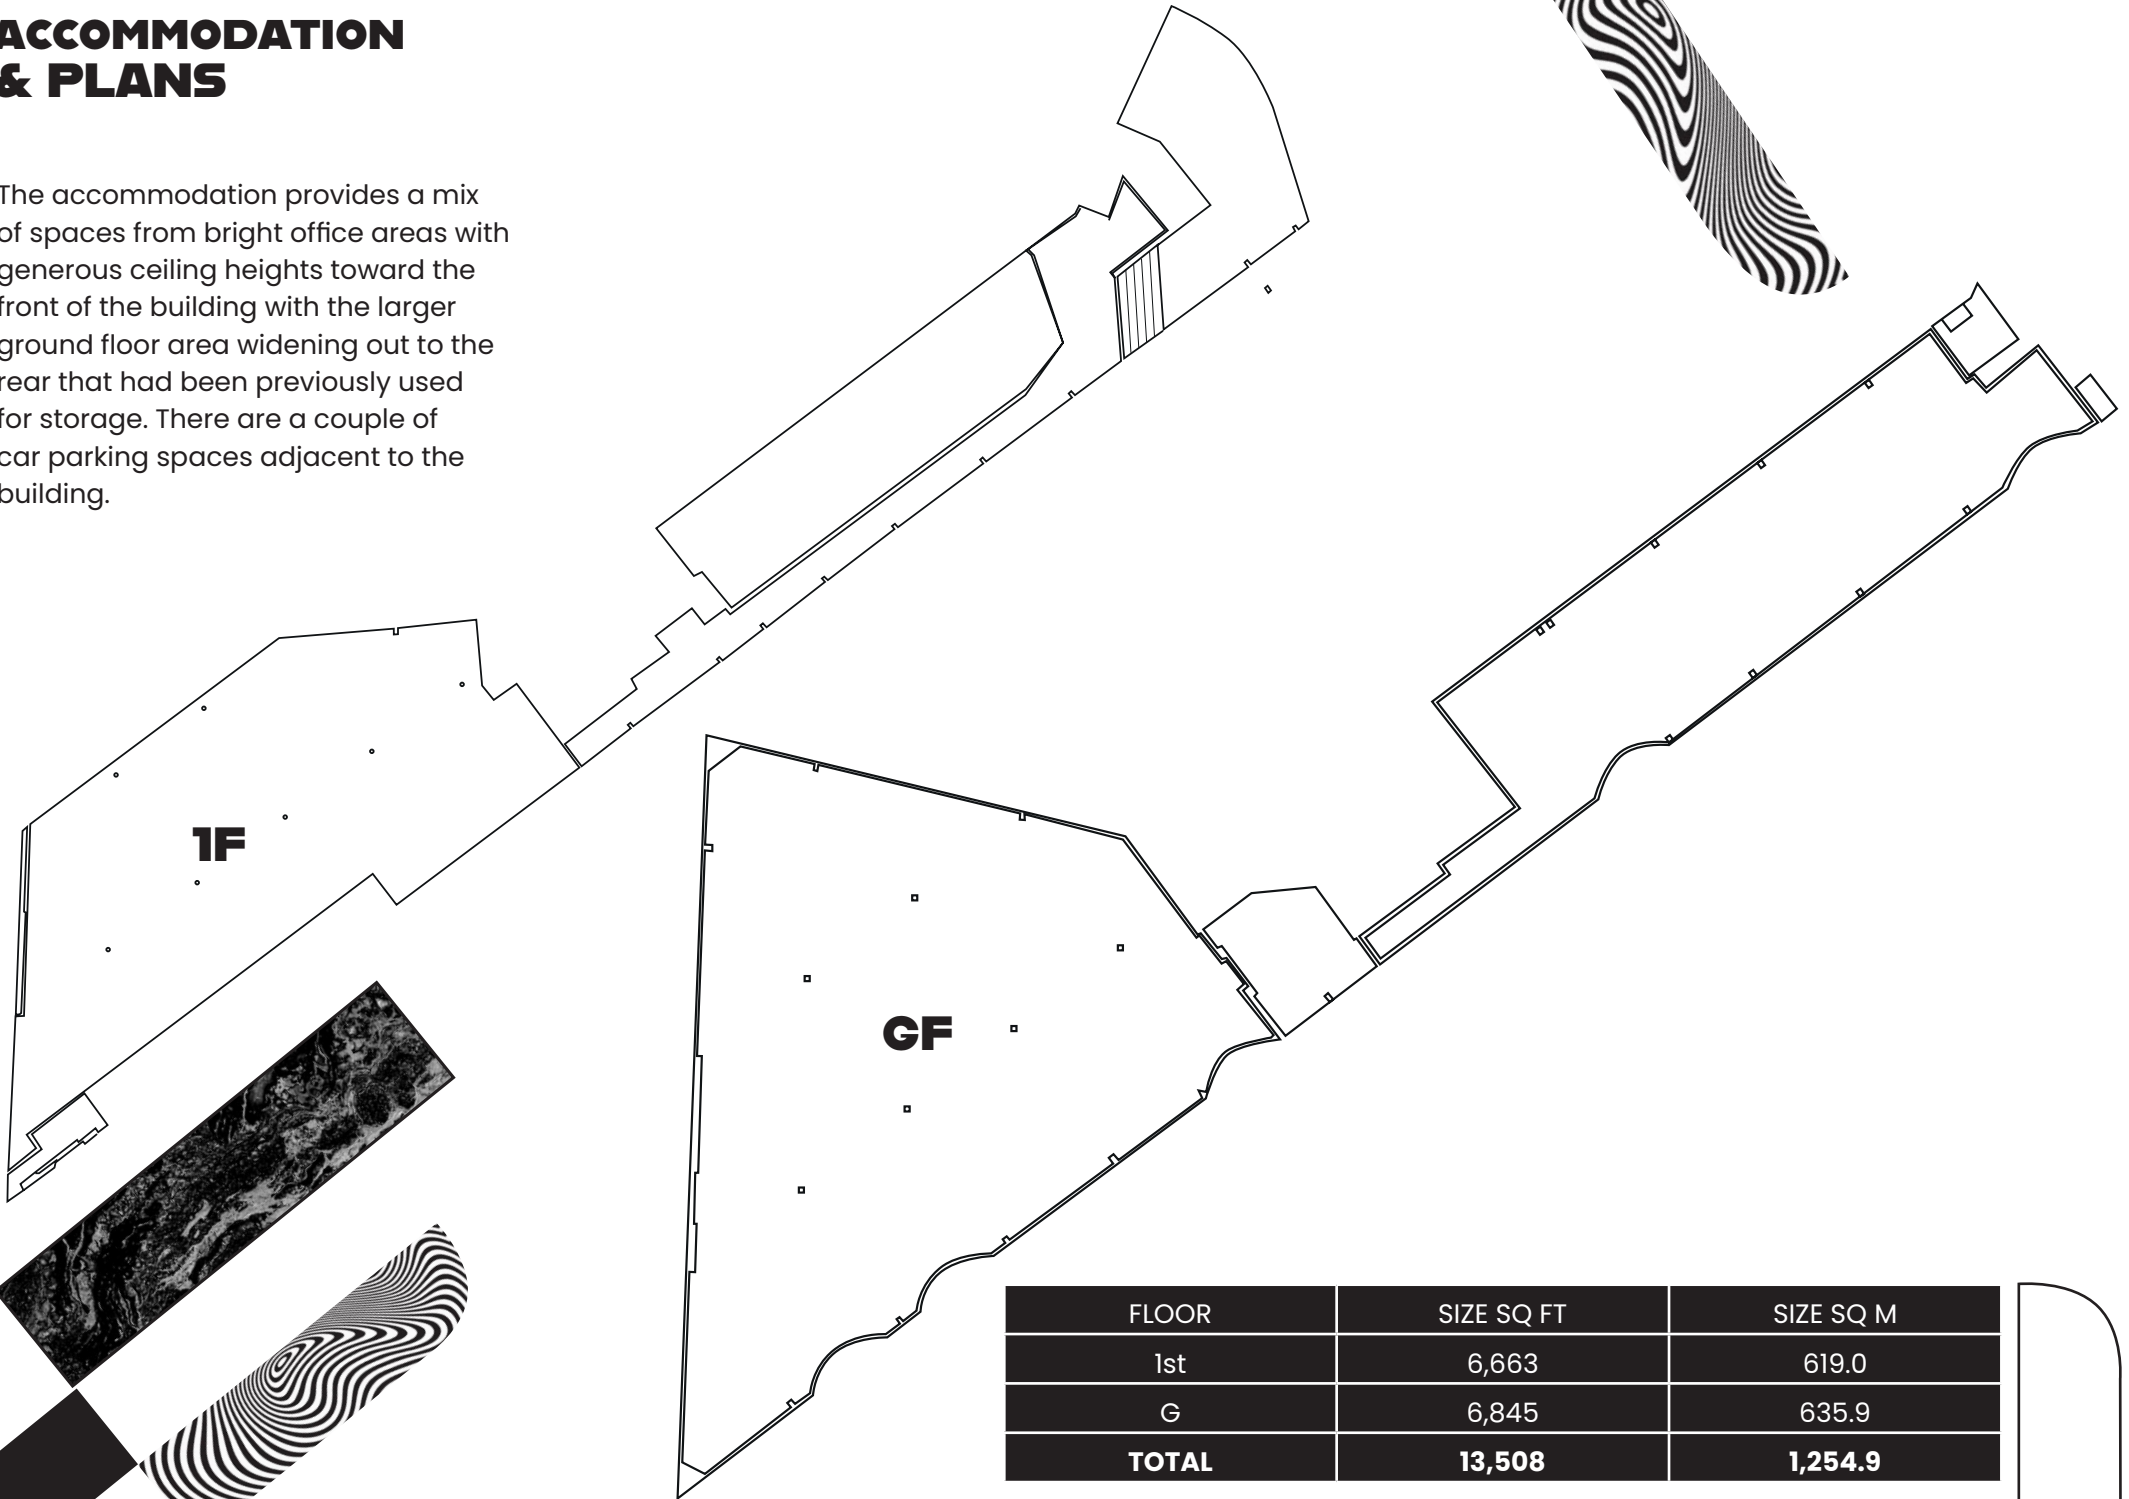 ACCOMMODATION
& PLANS
The accommodation provides a mix
of spaces from bright office areas with
generous ceiling heights toward the
front of the building with the larger
ground floor area widening out to the
rear that had been previously used
for storage. There are a couple of
car parking spaces adjacent to the
building.
1F
GF
FLOOR SIZE SQ FT SIZE SQ M
1st 6,663 619.0
G 6,845 635.9
TOTAL 13,508 1,254.9